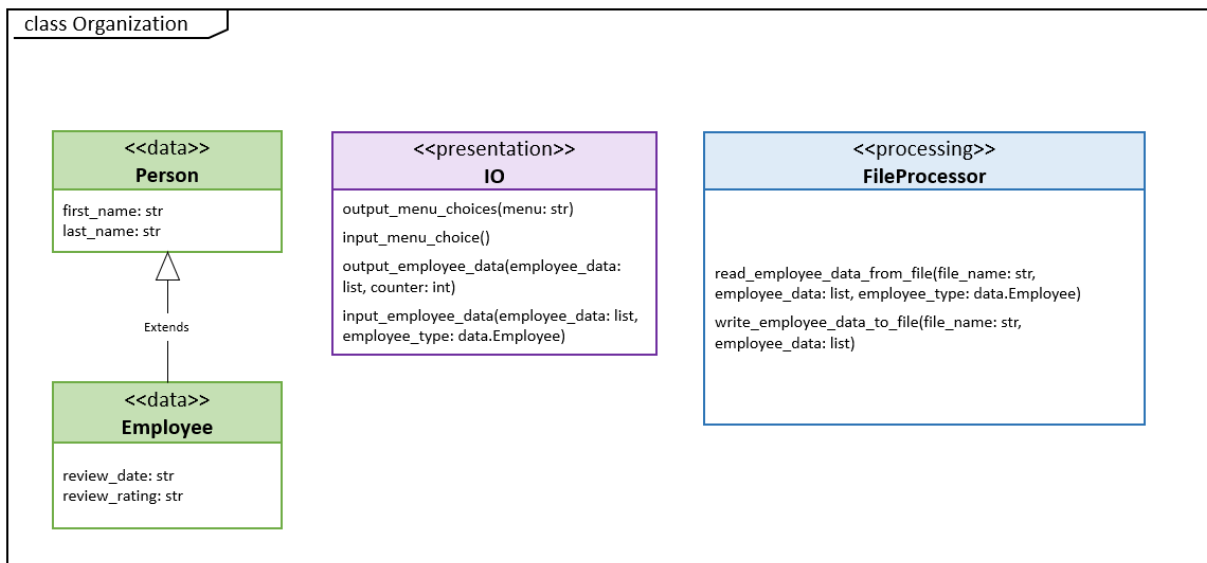 class Organization
<<data>>
Person
first_name: str
last_name: str
Extends
<<data>>
Employee
review_date: str
review_rating: str
<<presentation>>
IO
output_menu_choices(menu: str)
input_menu_choice()
output_employee_data(employee_data:
list, counter: int)
input_employee_data(employee_data: list,
employee_type: data.Employee)
<<processing>>
FileProcessor
read_employee_data_from_file(file_name: str,
employee_data: list, employee_type: data.Employee)
write_employee_data_to_file(file_name: str,
employee_data: list)